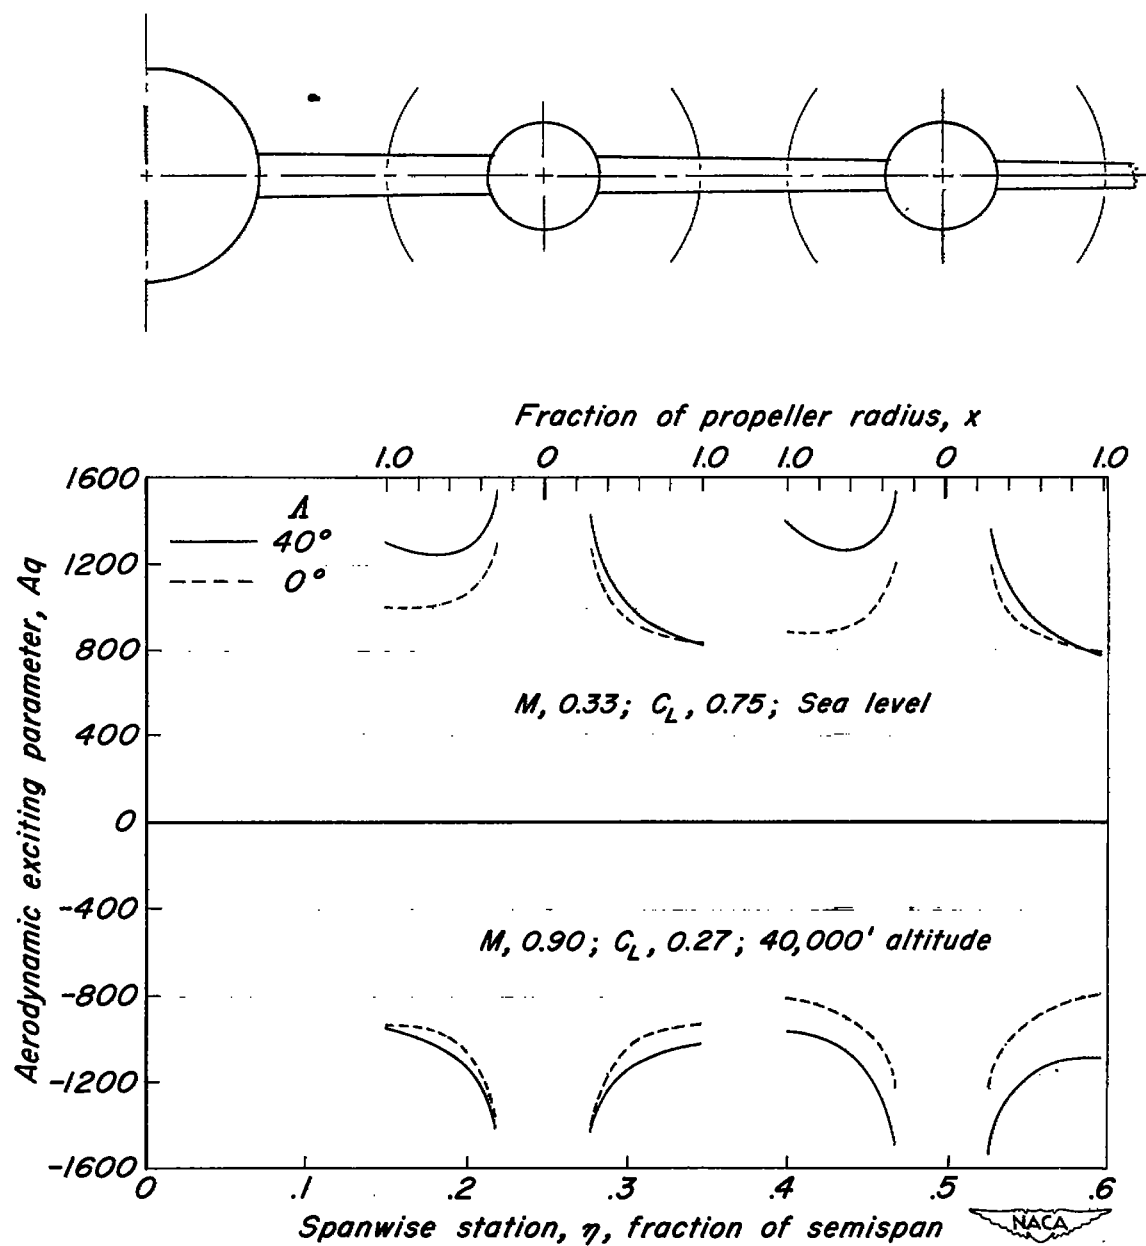 Fraction of propeller radius, x
1.0 0 1.0 1.0 0 1.0
1600
1200
800
400
0
-400
-800
-1200
-1600
Λ
40°
0°
M, 0.33; CL, 0.75; Sea level
M, 0.90; CL, 0.27; 40,000' altitude
Aerodynamic exciting parameter, Aq
0 .1 .2 .3 .4 .5 .6
Spanwise station, η, fraction of semispan
NACA